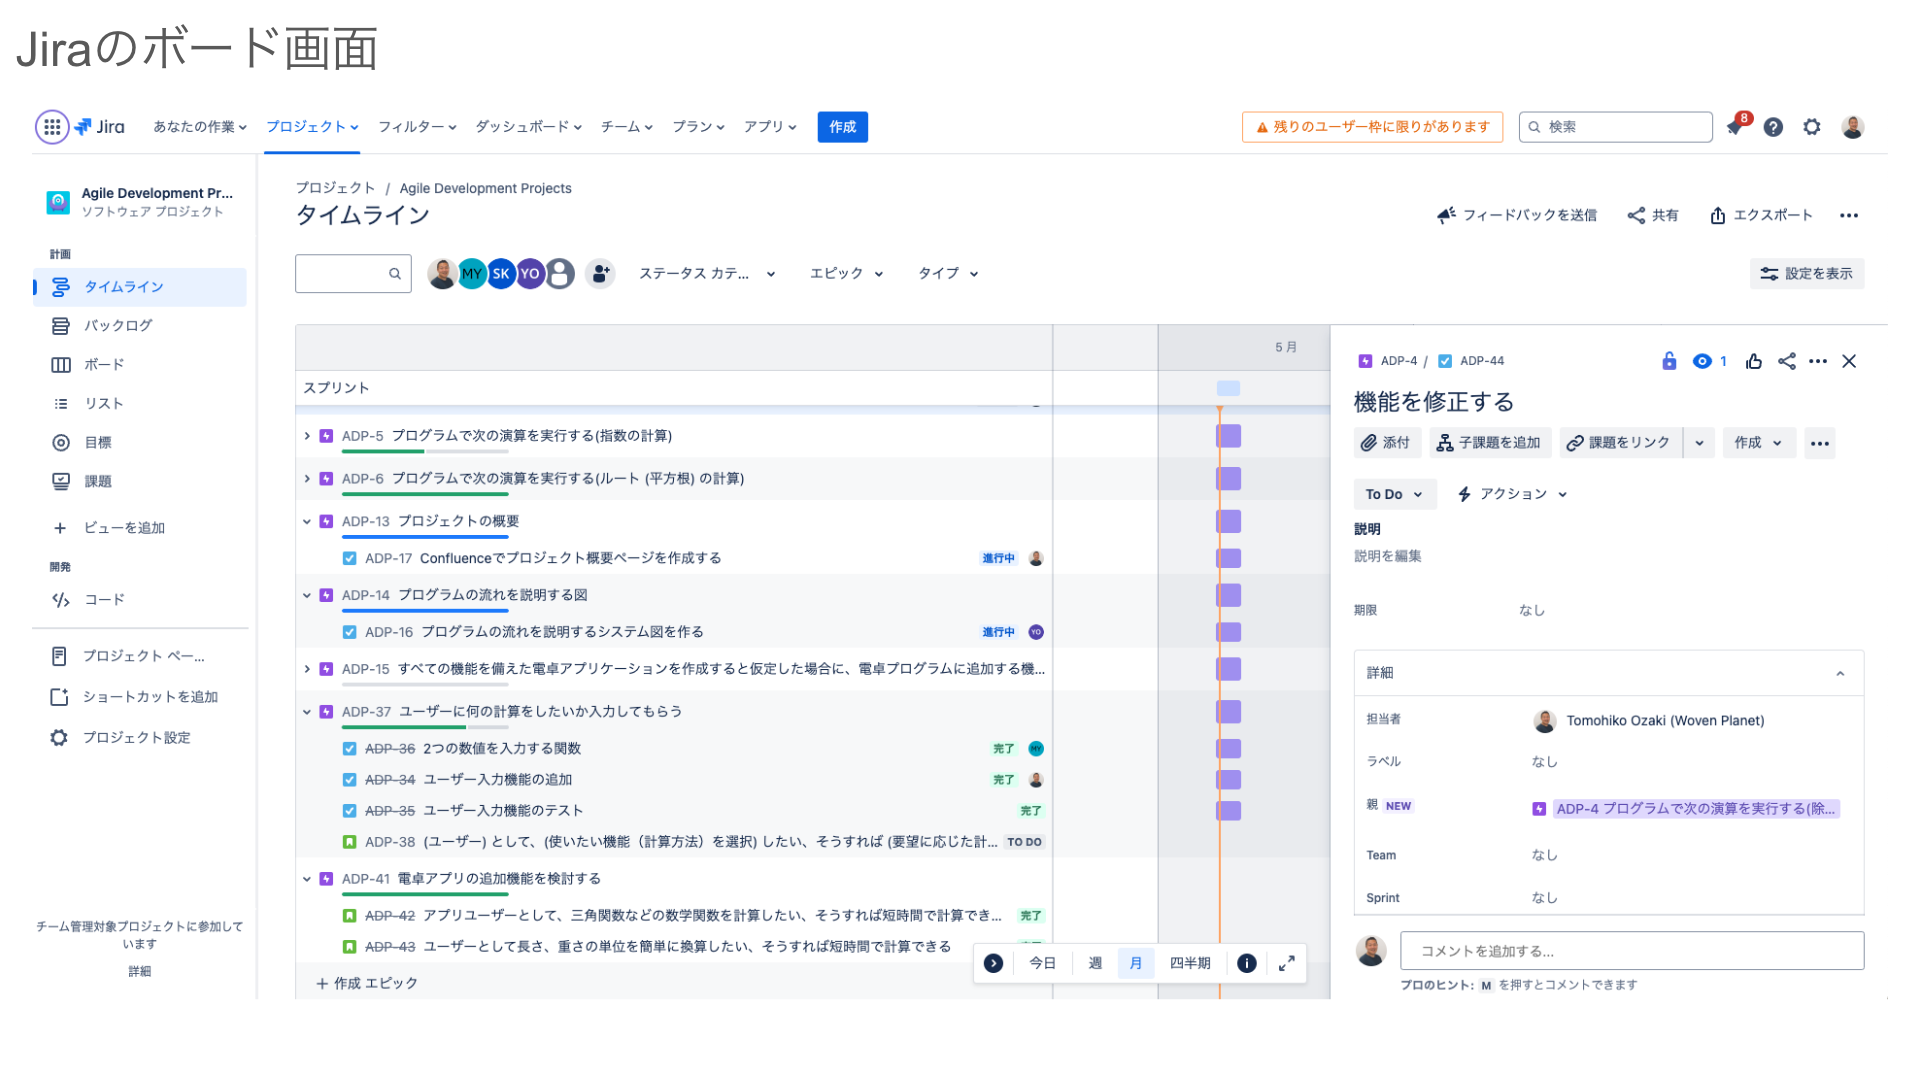 Jiraのボード画面
Jira あなたの作業 プロジェクト フィルター ダッシュボード チーム プラン アプリ 作成 残りのユーザー枠に限りがあります 検索 8
Agile Development Pr...
ソフトウェア プロジェクト
計画
タイムライン
バックログ
ボード
リスト
目標
課題
ビューを追加
開発
コード
プロジェクト ペー...
ショートカットを追加
プロジェクト設定
チーム管理対象プロジェクトに参加して
います
詳細
プロジェクト / Agile Development Projects
タイムライン
フィードバックを送信 共有 エクスポート
MY SK YO ステータス カテ... エピック タイプ 設定を表示
5 月
スプリント
ADP-5 プログラムで次の演算を実行する(指数の計算)
ADP-6 プログラムで次の演算を実行する(ルート (平方根) の計算)
ADP-13 プロジェクトの概要
ADP-17 Confluenceでプロジェクト概要ページを作成する 進行中
ADP-14 プログラムの流れを説明する図
ADP-16 プログラムの流れを説明するシステム図を作る 進行中 YO
ADP-15 すべての機能を備えた電卓アプリケーションを作成すると仮定した場合に、電卓プログラムに追加する機...
ADP-37 ユーザーに何の計算をしたいか入力してもらう
ADP-36 2つの数値を入力する関数 完了 MY
ADP-34 ユーザー入力機能の追加 完了
ADP-35 ユーザー入力機能のテスト 完了
ADP-38 (ユーザー) として、(使いたい機能（計算方法）を選択) したい、そうすれば (要望に応じた計... TO DO
ADP-41 電卓アプリの追加機能を検討する
ADP-42 アプリユーザーとして、三角関数などの数学関数を計算したい、そうすれば短時間で計算でき... 完了
ADP-43 ユーザーとして長さ、重さの単位を簡単に換算したい、そうすれば短時間で計算できる
+ 作成 エピック
今日 週 月 四半期
ADP-4 / ADP-44 1
機能を修正する
添付 子課題を追加 課題をリンク 作成
To Do アクション
説明
説明を編集
期限 なし
詳細
担当者 Tomohiko Ozaki (Woven Planet)
ラベル なし
親 NEW ADP-4 プログラムで次の演算を実行する(除...
Team なし
Sprint なし
コメントを追加する...
プロのヒント: M を押すとコメントできます